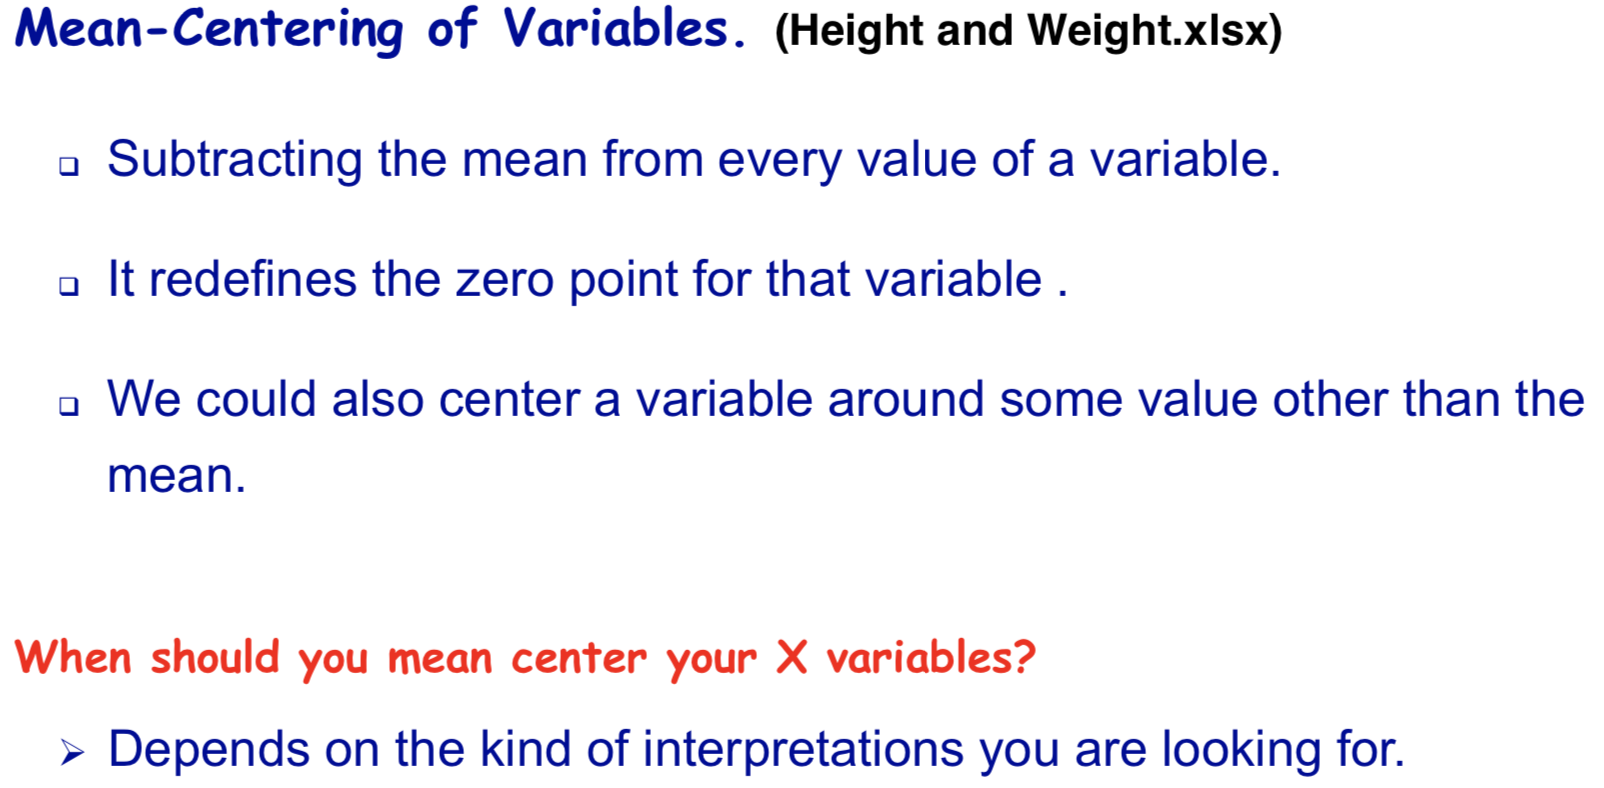 Mean-Centering of Variables. (Height and Weight.xlsx)
❑ Subtracting the mean from every value of a variable.
❑ It redefines the zero point for that variable .
❑ We could also center a variable around some value other than the
mean.
When should you mean center your X variables?
➢ Depends on the kind of interpretations you are looking for.